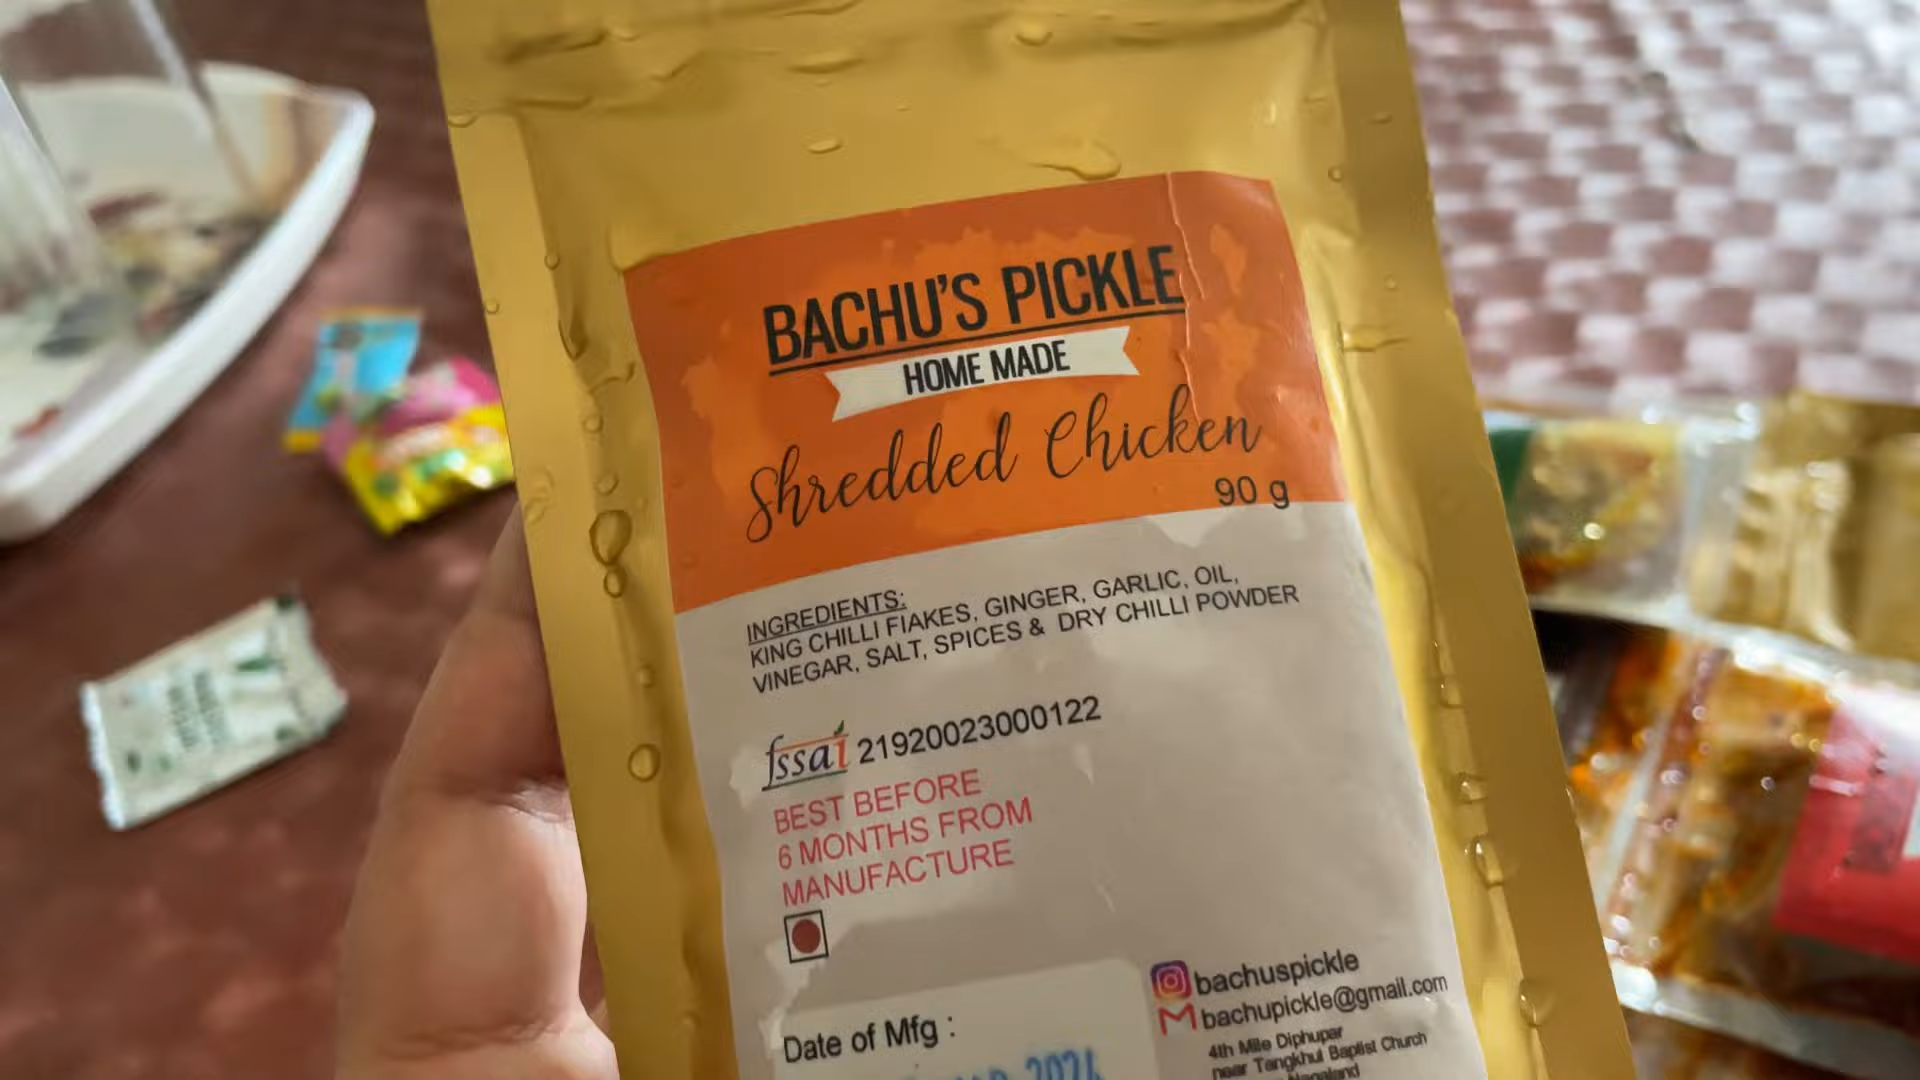 BACHU'S PICKLE
HOME MADE
Shredded Chicken
90 g
INGREDIENTS:
KING CHILLI FlAKES, GINGER, GARLIC, OIL,
VINEGAR, SALT, SPICES & DRY CHILLI POWDER
fssai 21920023000122
BEST BEFORE
6 MONTHS FROM
MANUFACTURE
Date of Mfg :
2024
bachuspickle
bachupickle@gmail.com
4th Mile Diphupar
near Tangkhul Baptist Church
Nagaland